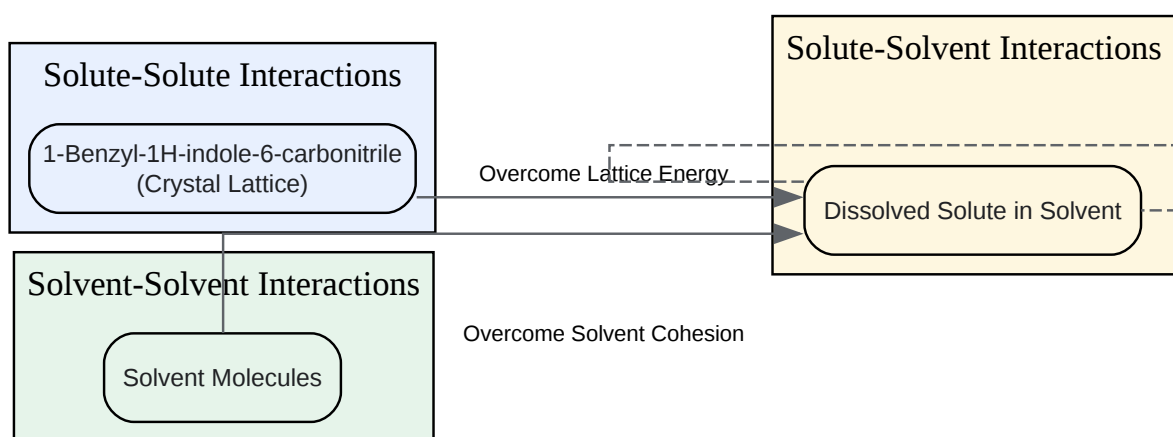 Solute-Solute Interactions
1-Benzyl-1H-indole-6-carbonitrile
(Crystal Lattice)
Solvent-Solvent Interactions
Solvent Molecules
Overcome Lattice Energy
Overcome Solvent Cohesion
Solute-Solvent Interactions
Dissolved Solute in Solvent